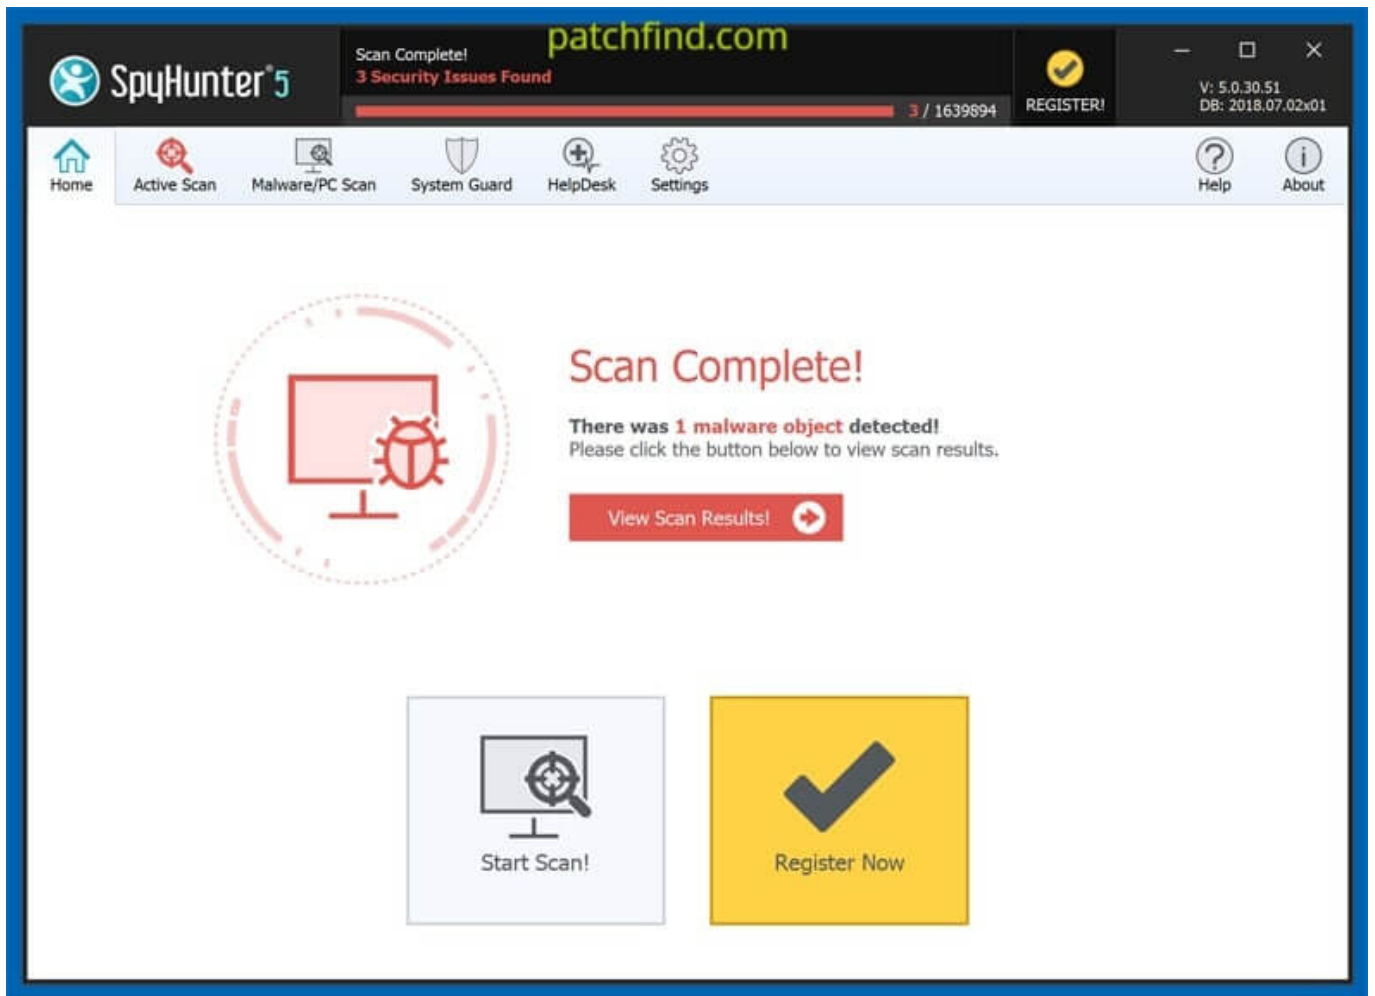 patchfind.com
SpyHunter®5
Scan Complete!
3 Security Issues Found
3 / 1639894
REGISTER!
V: 5.0.30.51
DB: 2018.07.02x01
Home
Active Scan
Malware/PC Scan
System Guard
HelpDesk
Settings
Help
About
Scan Complete!
There was 1 malware object detected!
Please click the button below to view scan results.
View Scan Results!
Start Scan!
Register Now